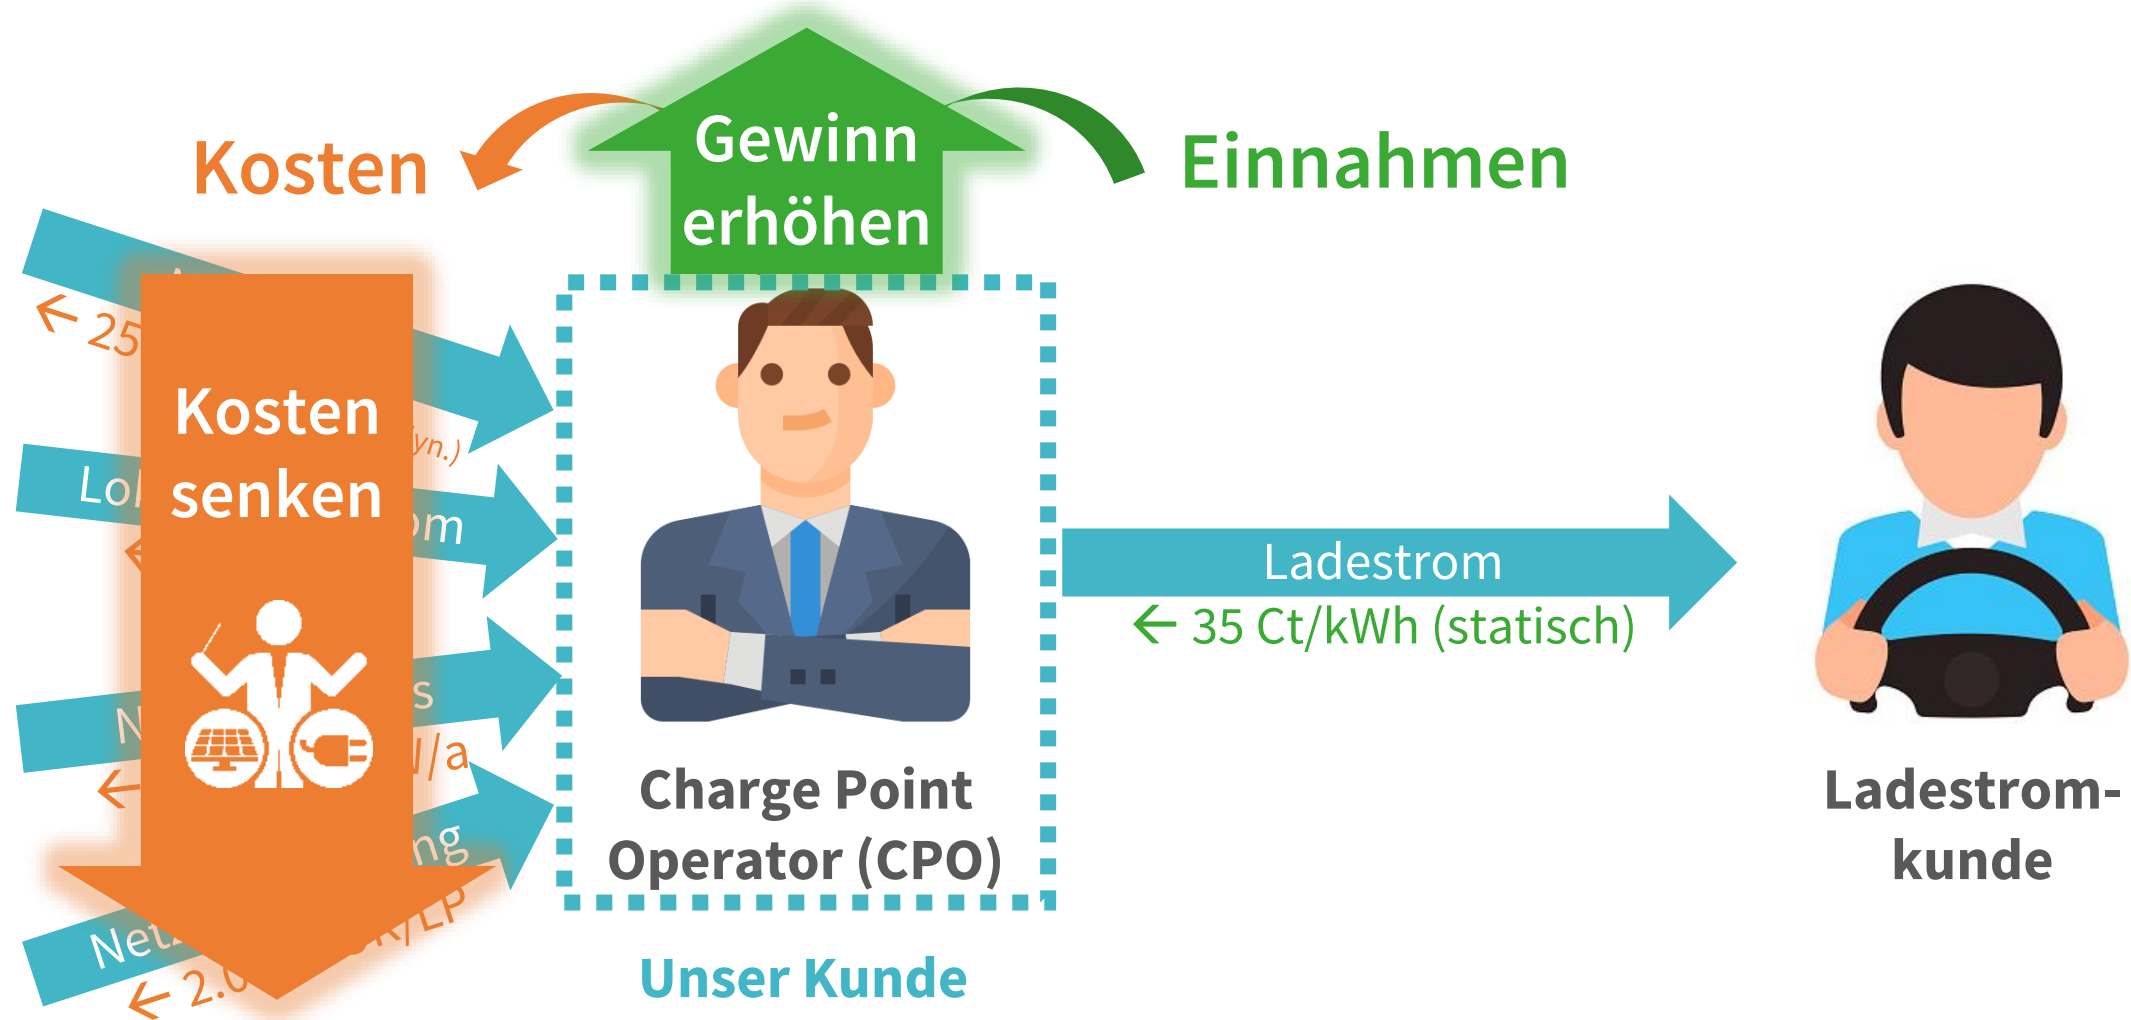 Gewinn
erhöhen
Kosten
Einnahmen
← 25
Kosten
senken
Ladestrom
← 35 Ct/kWh (statisch)
Charge Point
Operator (CPO)
Unser Kunde
Ladestrom-
kunde